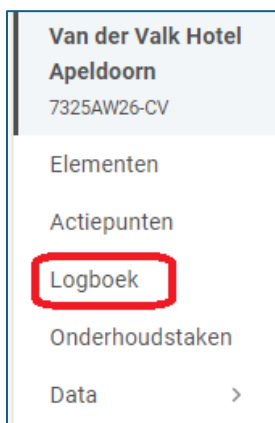 Van der Valk Hotel
Apeldoorn
7325AW26-CV
Elementen
Actiepunten
Logboek
Onderhoudstaken
Data